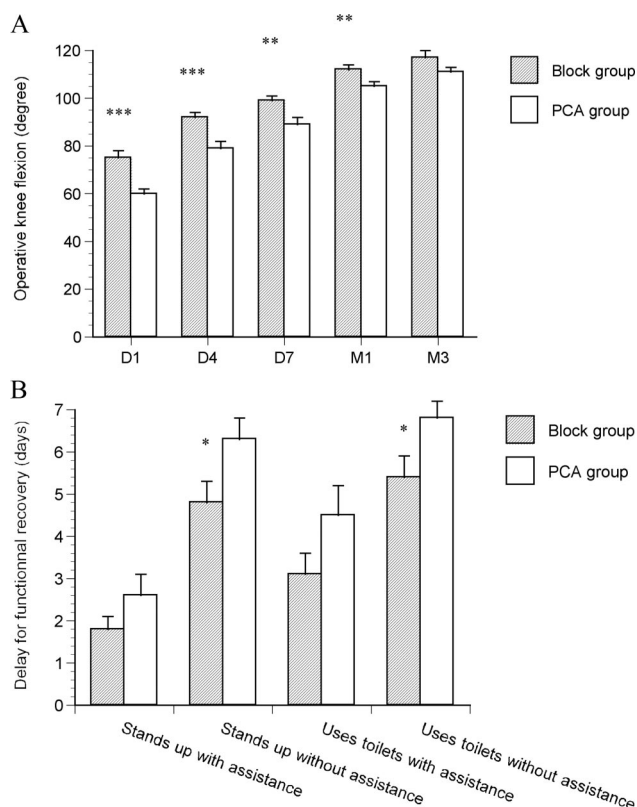 A
Operative knee flexion (degree)
120
100
80
60
40
20
0
***
***
**
**
D1
D4
D7
M1
M3
Block group
PCA group
B
Delay for functionnal recovery (days)
7
6
5
4
3
2
1
0
*
*
Stands up with assistance
Stands up without assistance
Uses toilets with assistance
Uses toilets without assistance
Block group
PCA group